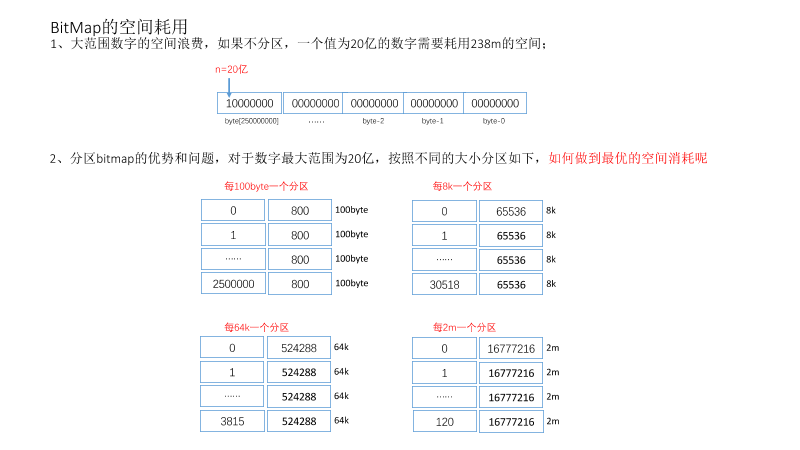 BitMap的空间耗用
1、大范围数字的空间浪费，如果不分区，一个值为20亿的数字需要耗用238m的空间；
n=20亿
10000000 00000000 00000000 00000000 00000000
byte[250000000] …… byte-2 byte-1 byte-0
2、分区bitmap的优势和问题，对于数字最大范围为20亿，按照不同的大小分区如下，如何做到最优的空间消耗呢
每100byte一个分区
0 800 100byte
1 800 100byte
…… 800 100byte
2500000 800 100byte
每8k一个分区
0 65536 8k
1 65536 8k
…… 65536 8k
30518 65536 8k
每64k一个分区
0 524288 64k
1 524288 64k
…… 524288 64k
3815 524288 64k
每2m一个分区
0 16777216 2m
1 16777216 2m
…… 16777216 2m
120 16777216 2m